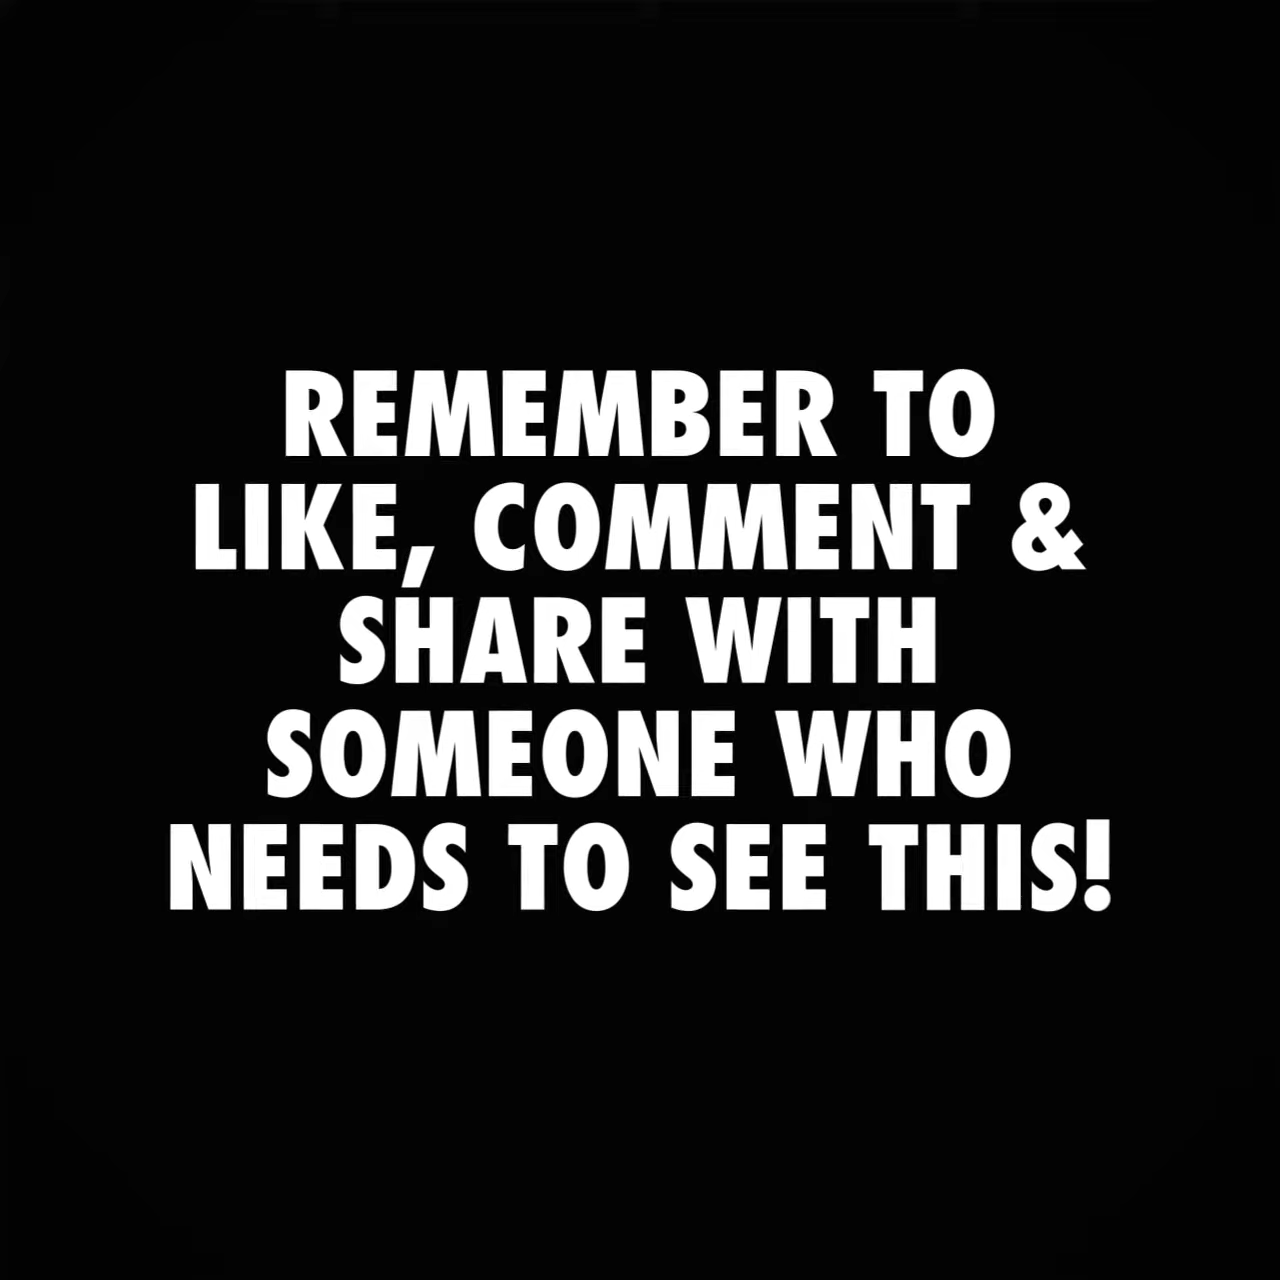 REMEMBER TO
LIKE, COMMENT &
SHARE WITH
SOMEONE WHO
NEEDS TO SEE THIS!